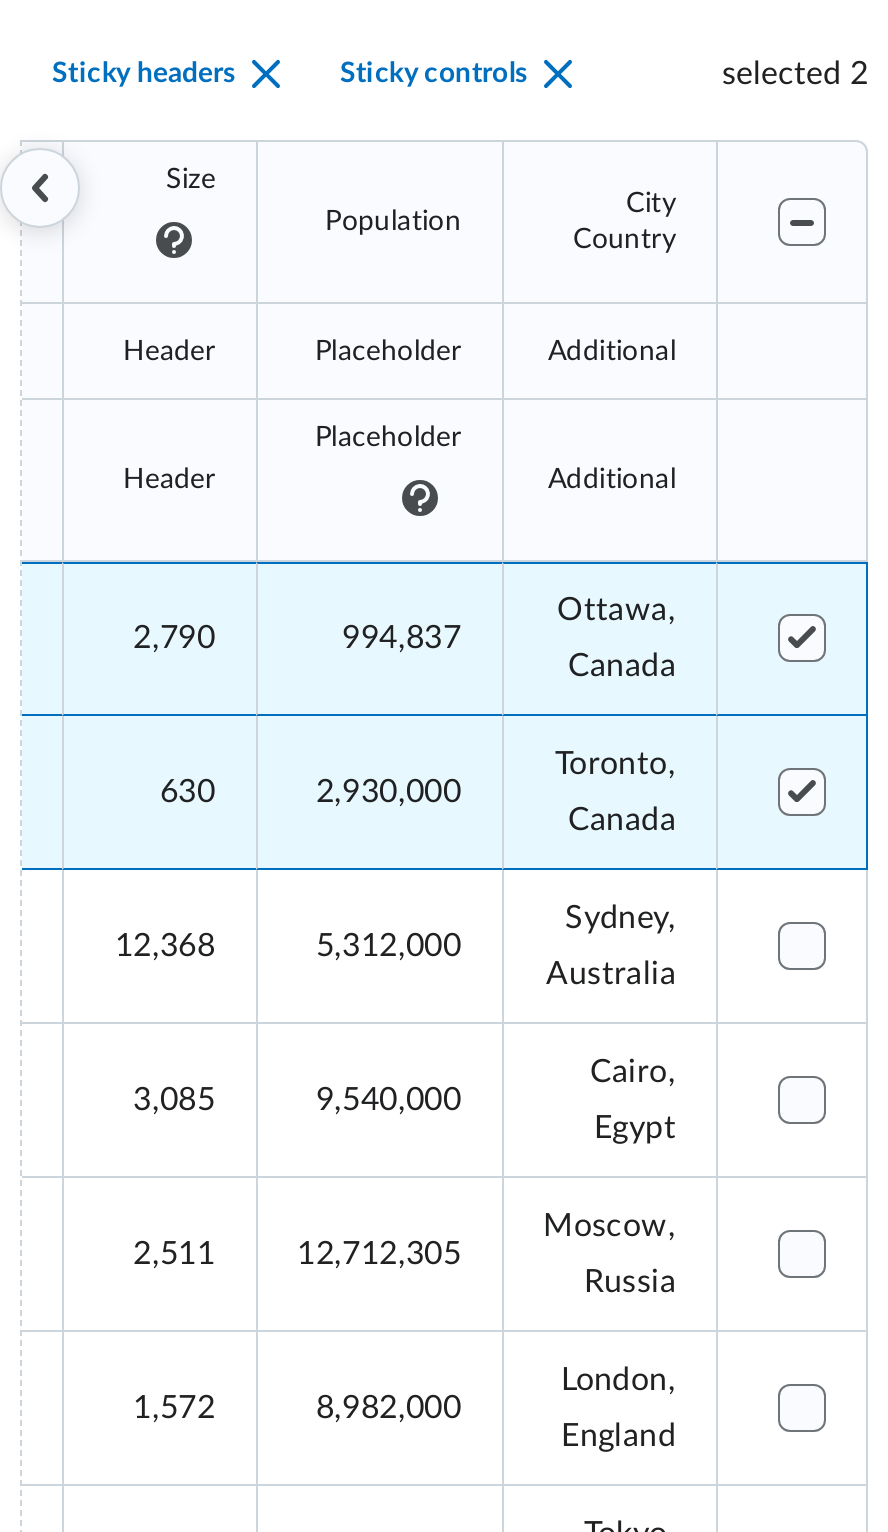 Sticky headers
Sticky controls
selected 2
Size
Population
City
Country
Header
Placeholder
Additional
Header
Placeholder
Additional
2,790
994,837
Ottawa,
Canada
630
2,930,000
Toronto,
Canada
12,368
5,312,000
Sydney,
Australia
3,085
9,540,000
Cairo,
Egypt
2,511
12,712,305
Moscow,
Russia
1,572
8,982,000
London,
England
Tokyo,